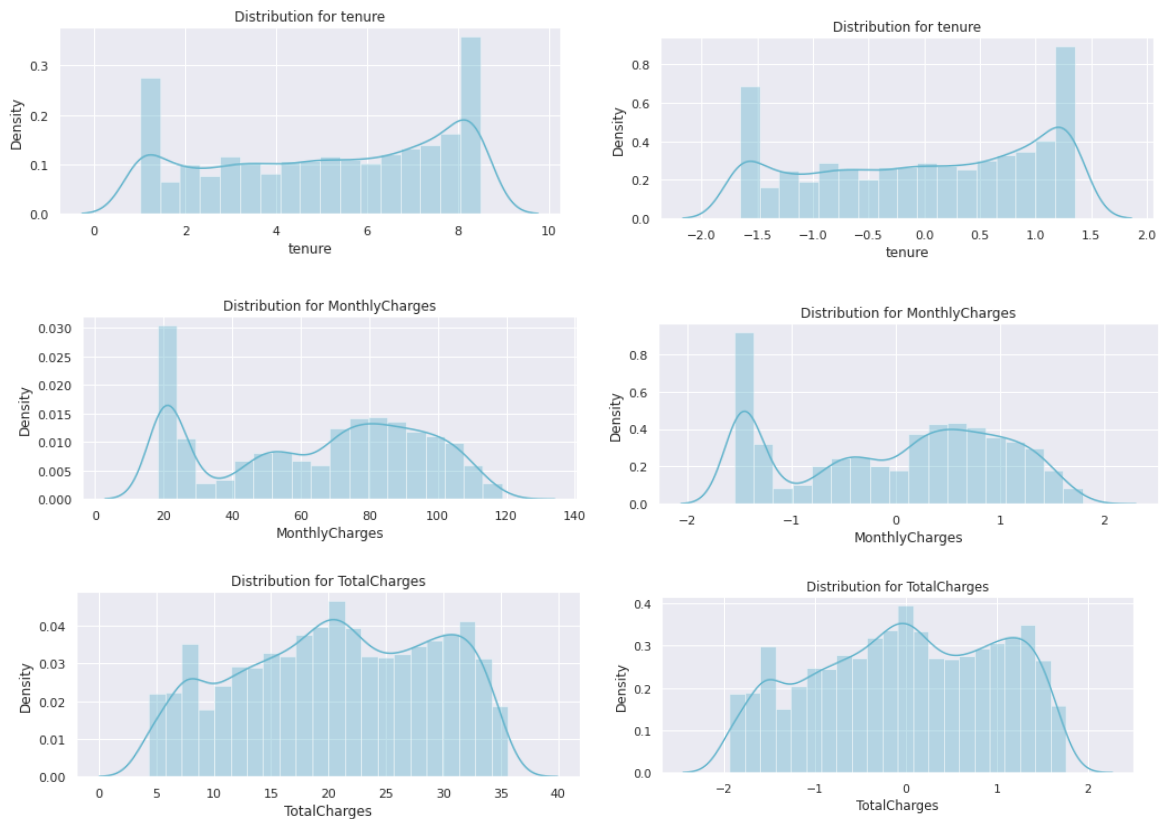 Distribution for tenure
Density
0.3
0.2
0.1
0.0
0 2 4 6 8 10
tenure
Distribution for tenure
Density
0.8
0.6
0.4
0.2
0.0
−2.0 −1.5 −1.0 −0.5 0.0 0.5 1.0 1.5 2.0
tenure
Distribution for MonthlyCharges
Density
0.030
0.025
0.020
0.015
0.010
0.005
0.000
0 20 40 60 80 100 120 140
MonthlyCharges
Distribution for MonthlyCharges
Density
0.8
0.6
0.4
0.2
0.0
−2 −1 0 1 2
MonthlyCharges
Distribution for TotalCharges
Density
0.04
0.03
0.02
0.01
0.00
0 5 10 15 20 25 30 35 40
TotalCharges
Distribution for TotalCharges
Density
0.4
0.3
0.2
0.1
0.0
−2 −1 0 1 2
TotalCharges